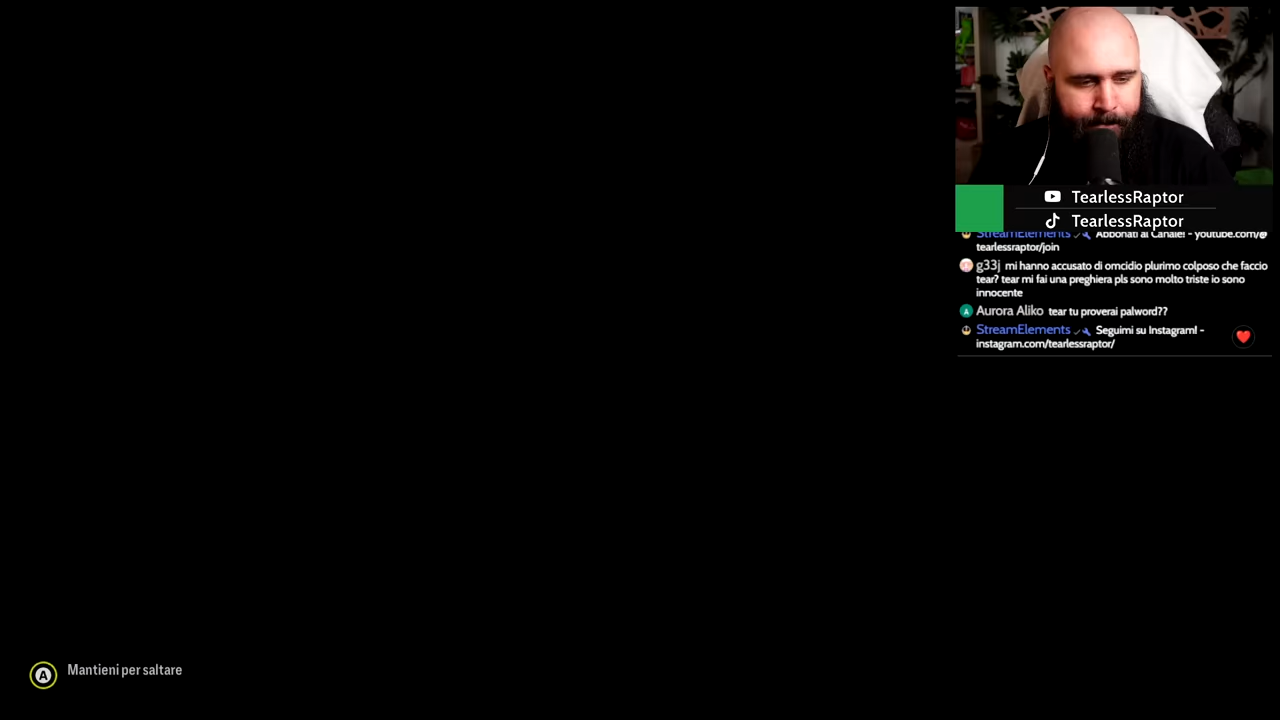 TearlessRaptor
TearlessRaptor
StreamElements Abbonati al Canale! - youtube.com/@
tearlessraptor/join
g33j mi hanno accusato di omcidio plurimo colposo che faccio
tear? tear mi fai una preghiera pls sono molto triste io sono
innocente
A Aurora Aliko tear tu proverai palword??
StreamElements Seguimi su Instagram! -
instagram.com/tearlessraptor/
A Mantieni per saltare